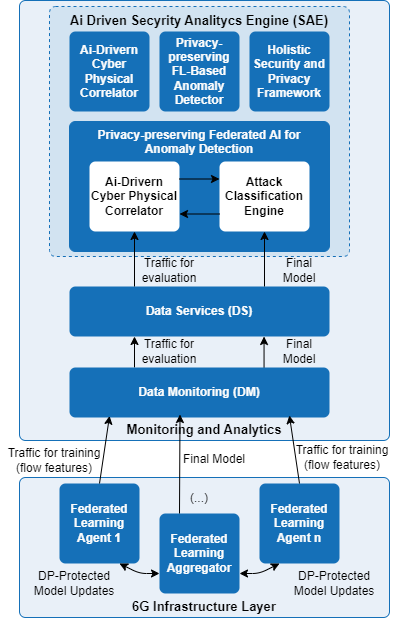 Ai Driven Secyrity Analitycs Engine (SAE)
Ai-Drivern
Cyber
Physical
Correlator
Privacy-
preserving
FL-Based
Anomaly
Detector
Holistic
Security and
Privacy
Framework
Privacy-preserving Federated AI for
Anomaly Detection
Ai-Drivern
Cyber Physical
Correlator
Attack
Classification
Engine
Traffic for
evaluation
Final
Model
Data Services (DS)
Traffic for
evaluation
Final
Model
Data Monitoring (DM)
Monitoring and Analytics
Traffic for training
(flow features)
Final Model
Traffic for training
(flow features)
(...)
Federated
Learning
Agent 1
Federated
Learning
Aggregator
Federated
Learning
Agent n
DP-Protected
Model Updates
DP-Protected
Model Updates
6G Infrastructure Layer